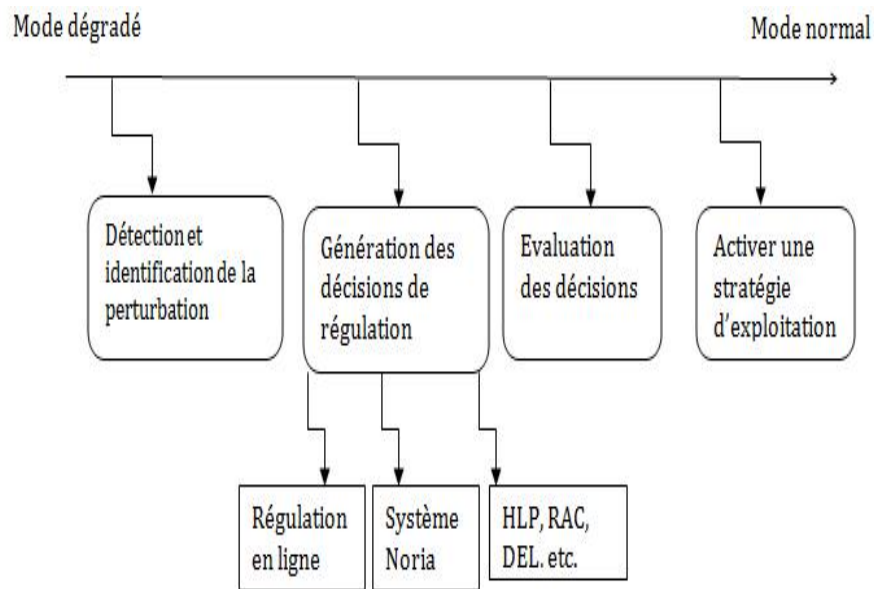 Mode dégradé
Mode normal
Détection et
identification de la
perturbation
Génération des
décisions de
régulation
Evaluation
des décisions
Activer une
stratégie
d'exploitation
Régulation
en ligne
Système
Noria
HLP, RAC,
DEL. etc.